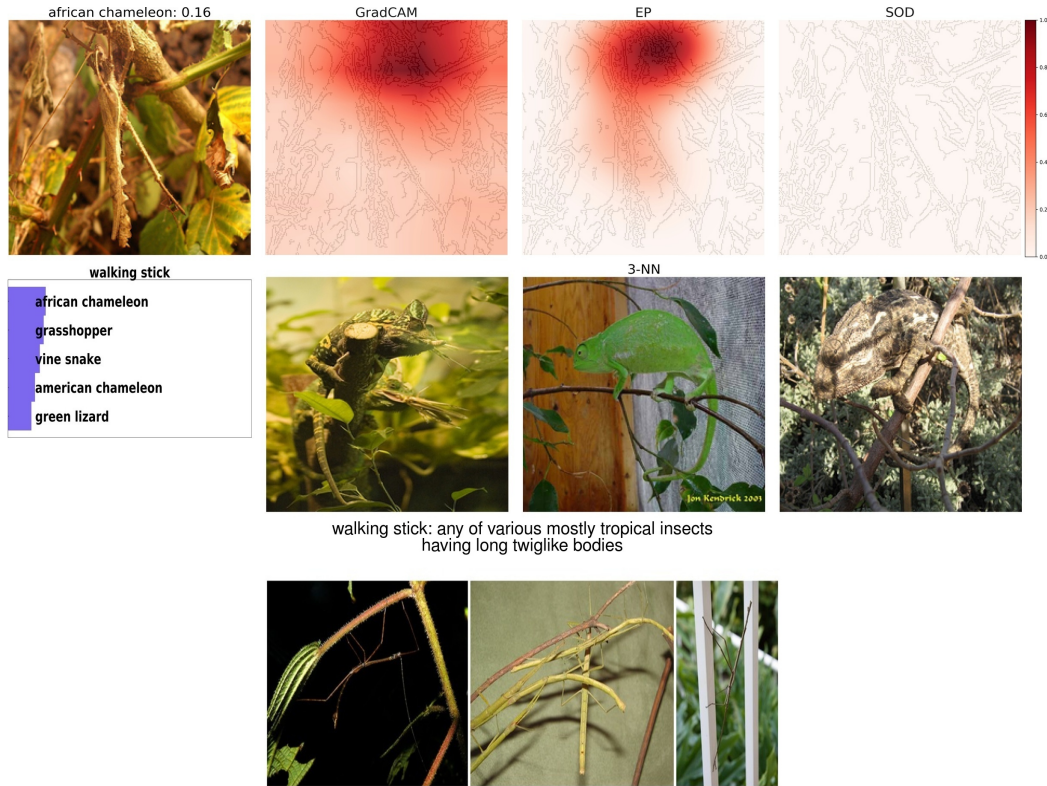 african chameleon: 0.16
GradCAM
EP
SOD
1.0
0.8
0.6
0.4
0.2
0.0
walking stick
african chameleon
grasshopper
vine snake
american chameleon
green lizard
3-NN
Jon Kendrick 2003
walking stick: any of various mostly tropical insects
having long twiglike bodies